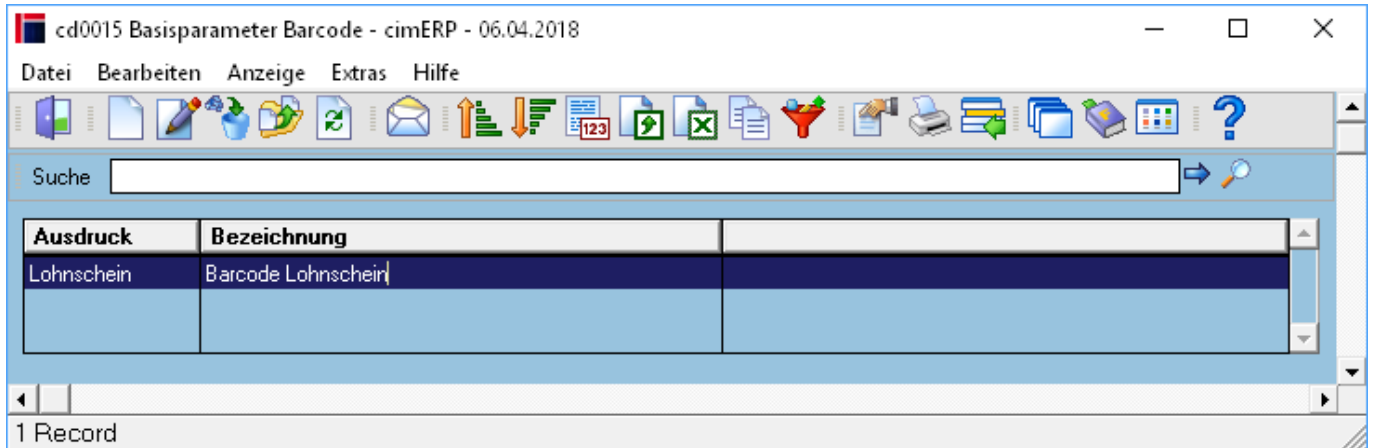 cd0015 Basisparameter Barcode - cimERP - 06.04.2018
Datei Bearbeiten Anzeige Extras Hilfe
123
Suche
Ausdruck Bezeichnung
Lohnschein Barcode Lohnschein
1 Record